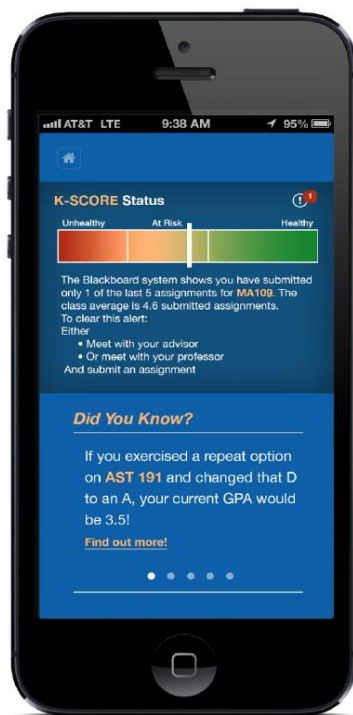 AT&T LTE 9:38 AM 95%
K-SCORE Status
1
Unhealthy At Risk Healthy
The Blackboard system shows you have submitted
only 1 of the last 5 assignments for MA109. The
class average is 4.6 submitted assignments.
To clear this alert:
Either
• Meet with your advisor
• Or meet with your professor
And submit an assignment
Did You Know?
If you exercised a repeat option
on AST 191 and changed that D
to an A, your current GPA would
be 3.5!
Find out more!